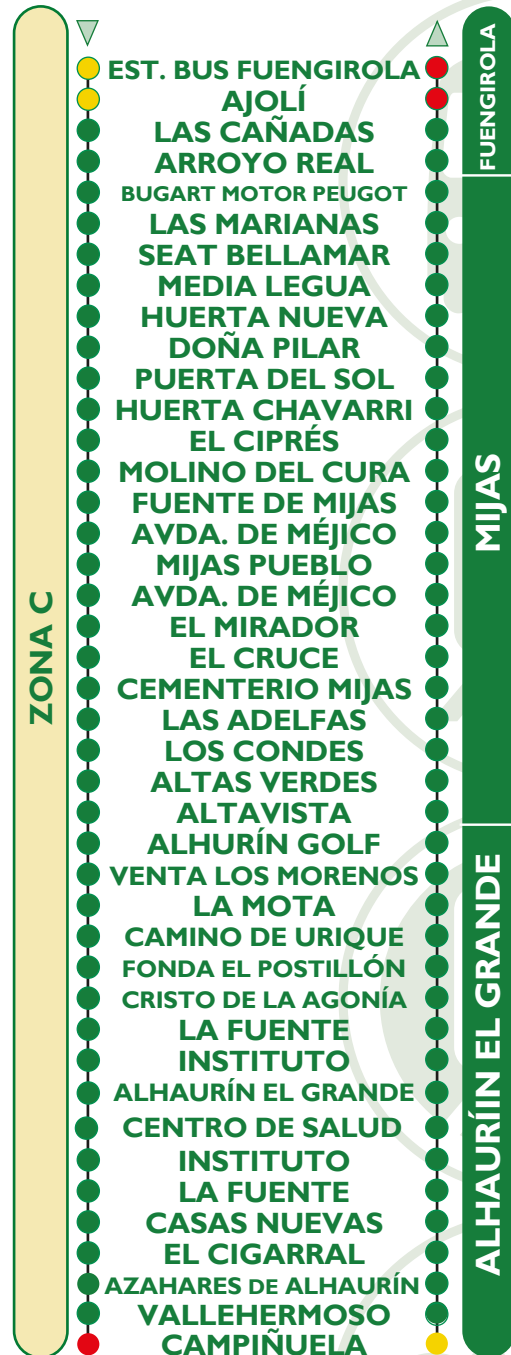 ZONA C
EST. BUS FUENGIROLA
AJOLÍ
LAS CAÑADAS
ARROYO REAL
BUGART MOTOR PEUGOT
LAS MARIANAS
SEAT BELLAMAR
MEDIA LEGUA
HUERTA NUEVA
DOÑA PILAR
PUERTA DEL SOL
HUERTA CHAVARRI
EL CIPRÉS
MOLINO DEL CURA
FUENTE DE MIJAS
AVDA. DE MÉJICO
MIJAS PUEBLO
AVDA. DE MÉJICO
EL MIRADOR
EL CRUCE
CEMENTERIO MIJAS
LAS ADELFAS
LOS CONDES
ALTAS VERDES
ALTAVISTA
ALHURÍN GOLF
VENTA LOS MORENOS
LA MOTA
CAMINO DE URIQUE
FONDA EL POSTILLÓN
CRISTO DE LA AGONÍA
LA FUENTE
INSTITUTO
ALHAURÍN EL GRANDE
CENTRO DE SALUD
INSTITUTO
LA FUENTE
CASAS NUEVAS
EL CIGARRAL
AZAHARES DE ALHAURÍN
VALLEHERMOSO
CAMPIÑUELA
FUENGIROLA
MIJAS
ALHAURÍIN EL GRANDE